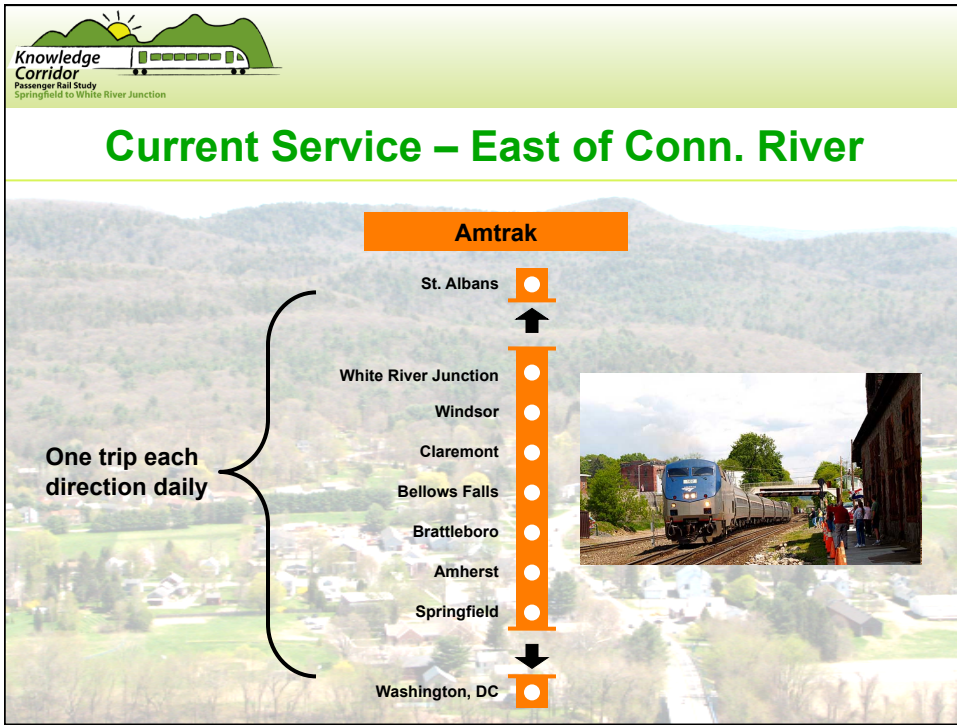 Knowledge
Corridor
Passenger Rail Study
Springfield to White River Junction
Current Service – East of Conn. River
Amtrak
St. Albans
White River Junction
Windsor
Claremont
One trip each
direction daily
Bellows Falls
Brattleboro
Amherst
Springfield
Washington, DC